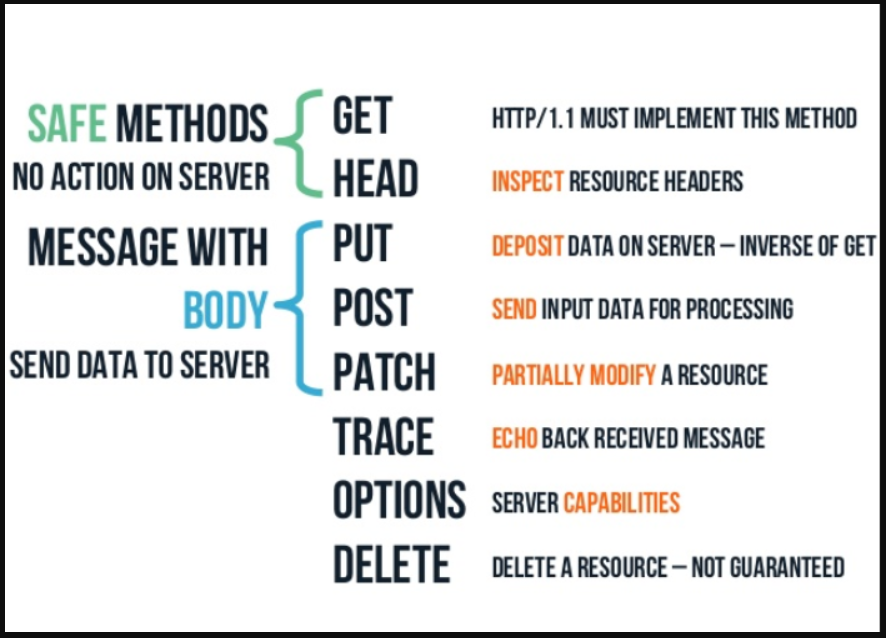 SAFE METHODS
NO ACTION ON SERVER
MESSAGE WITH
BODY
SEND DATA TO SERVER
GET HTTP/1.1 MUST IMPLEMENT THIS METHOD
HEAD INSPECT RESOURCE HEADERS
PUT DEPOSIT DATA ON SERVER – INVERSE OF GET
POST SEND INPUT DATA FOR PROCESSING
PATCH PARTIALLY MODIFY A RESOURCE
TRACE ECHO BACK RECEIVED MESSAGE
OPTIONS SERVER CAPABILITIES
DELETE DELETE A RESOURCE – NOT GUARANTEED